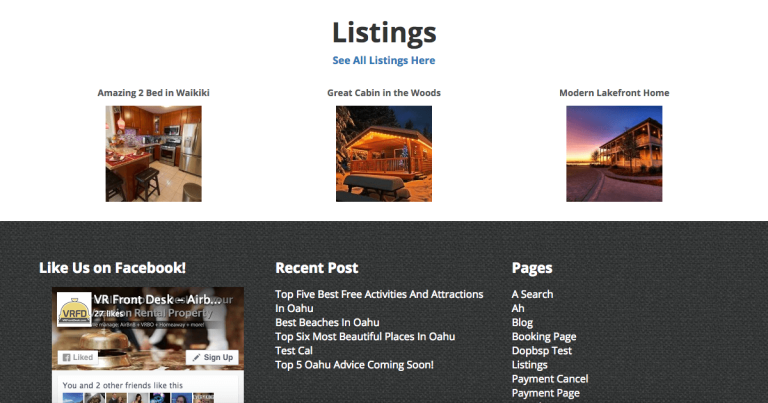 Listings
See All Listings Here
Amazing 2 Bed in Waikiki
Great Cabin in the Woods
Modern Lakefront Home
Like Us on Facebook!
VR Front Desk – Airb...
27 likes
on Rental Property
VRFD
Liked
Sign Up
You and 2 other friends like this
Recent Post
Top Five Best Free Activities And Attractions
In Oahu
Best Beaches In Oahu
Top Six Most Beautiful Places In Oahu
Test Cal
Top 5 Oahu Advice Coming Soon!
Pages
A Search
Ah
Blog
Booking Page
Dopbsp Test
Listings
Payment Cancel
Payment Page